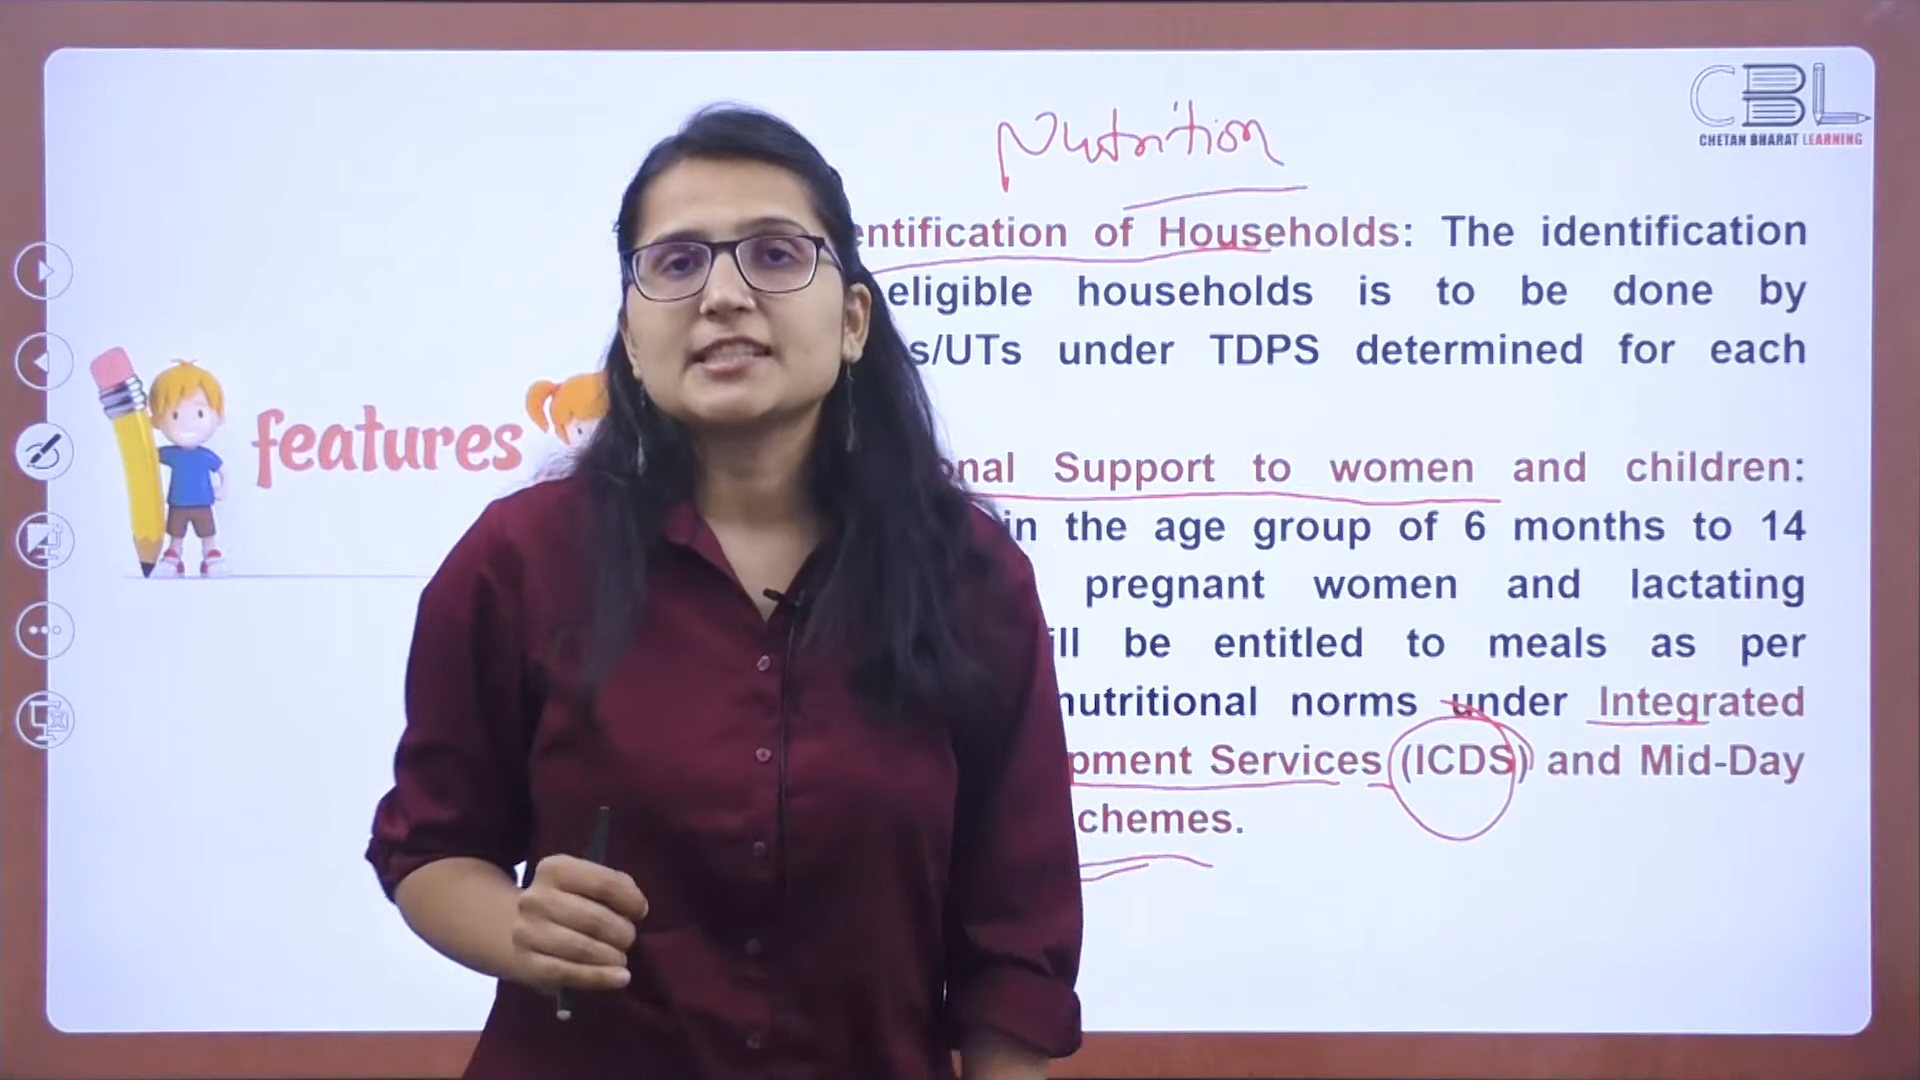 Nutrition
CBL
CHETAN BHARAT LEARNING
entification of Households: The identification
eligible households is to be done by
s/UTs under TDPS determined for each
features
onal Support to women and children:
in the age group of 6 months to 14
pregnant women and lactating
ill be entitled to meals as per
nutritional norms under Integrated
pment Services (ICDS) and Mid-Day
chemes.